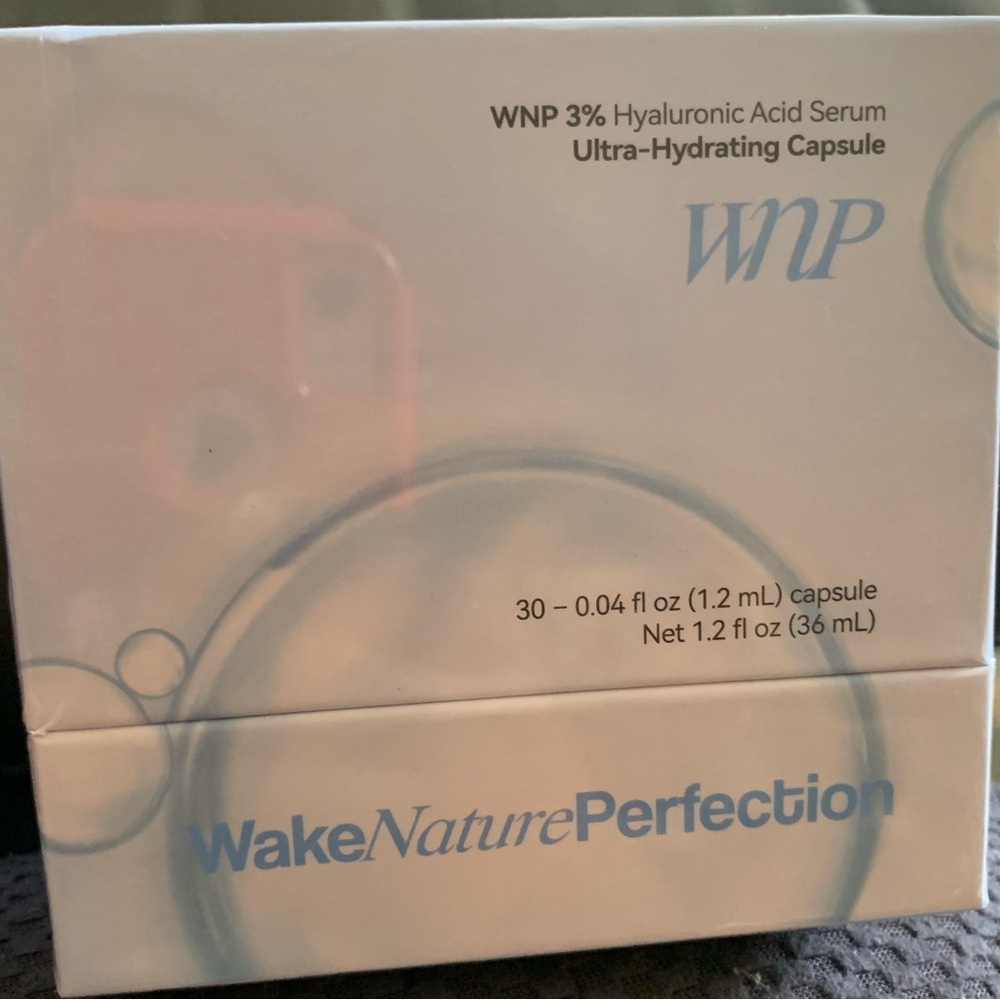 WNP 3% Hyaluronic Acid Serum
Ultra-Hydrating Capsule
WNP
30 – 0.04 fl oz (1.2 mL) capsule
Net 1.2 fl oz (36 mL)
WakeNaturePerfection